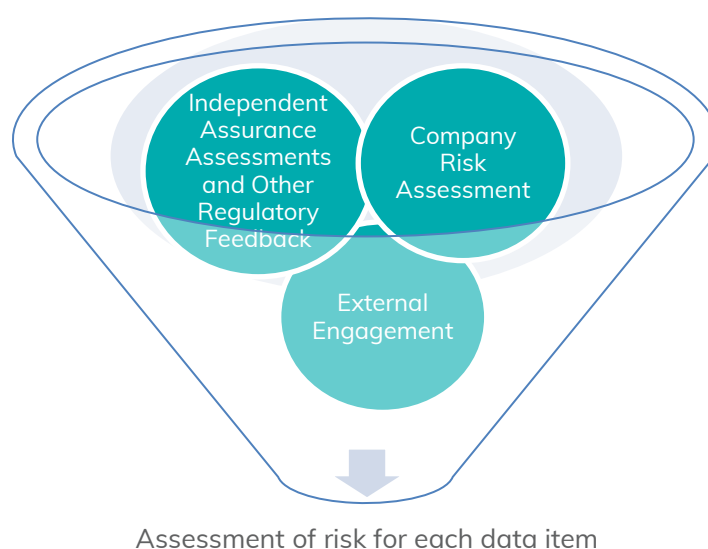 Independent
Assurance
Assessments
and Other
Regulatory
Feedback
Company
Risk
Assessment
External
Engagement
Assessment of risk for each data item